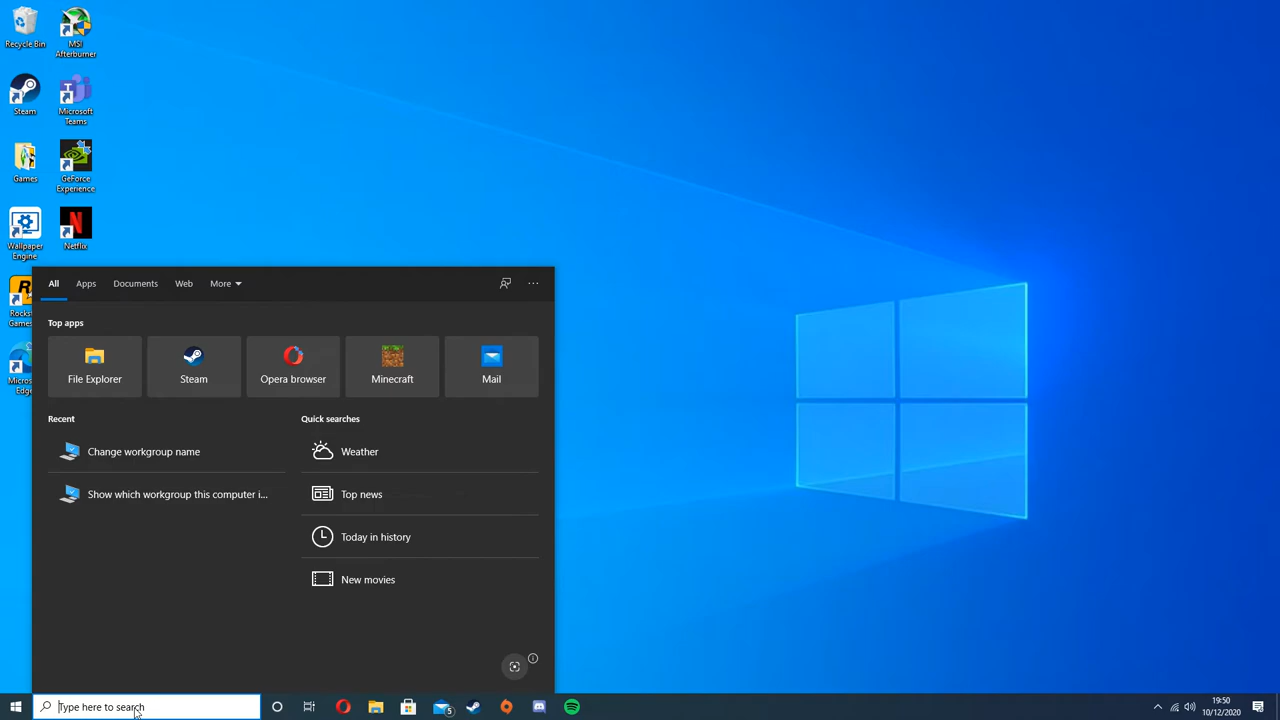 Recycle Bin
MSI
Afterburner
Steam
Microsoft
Teams
Games
GeForce
Experience
Wallpaper
Engine
Netflix
All
Apps
Documents
Web
More
Top apps
File Explorer
Steam
Opera browser
Minecraft
Mail
Recent
Quick searches
Change workgroup name
Weather
Show which workgroup this computer i...
Top news
Today in history
New movies
Type here to search
5
19:50
10/12/2020